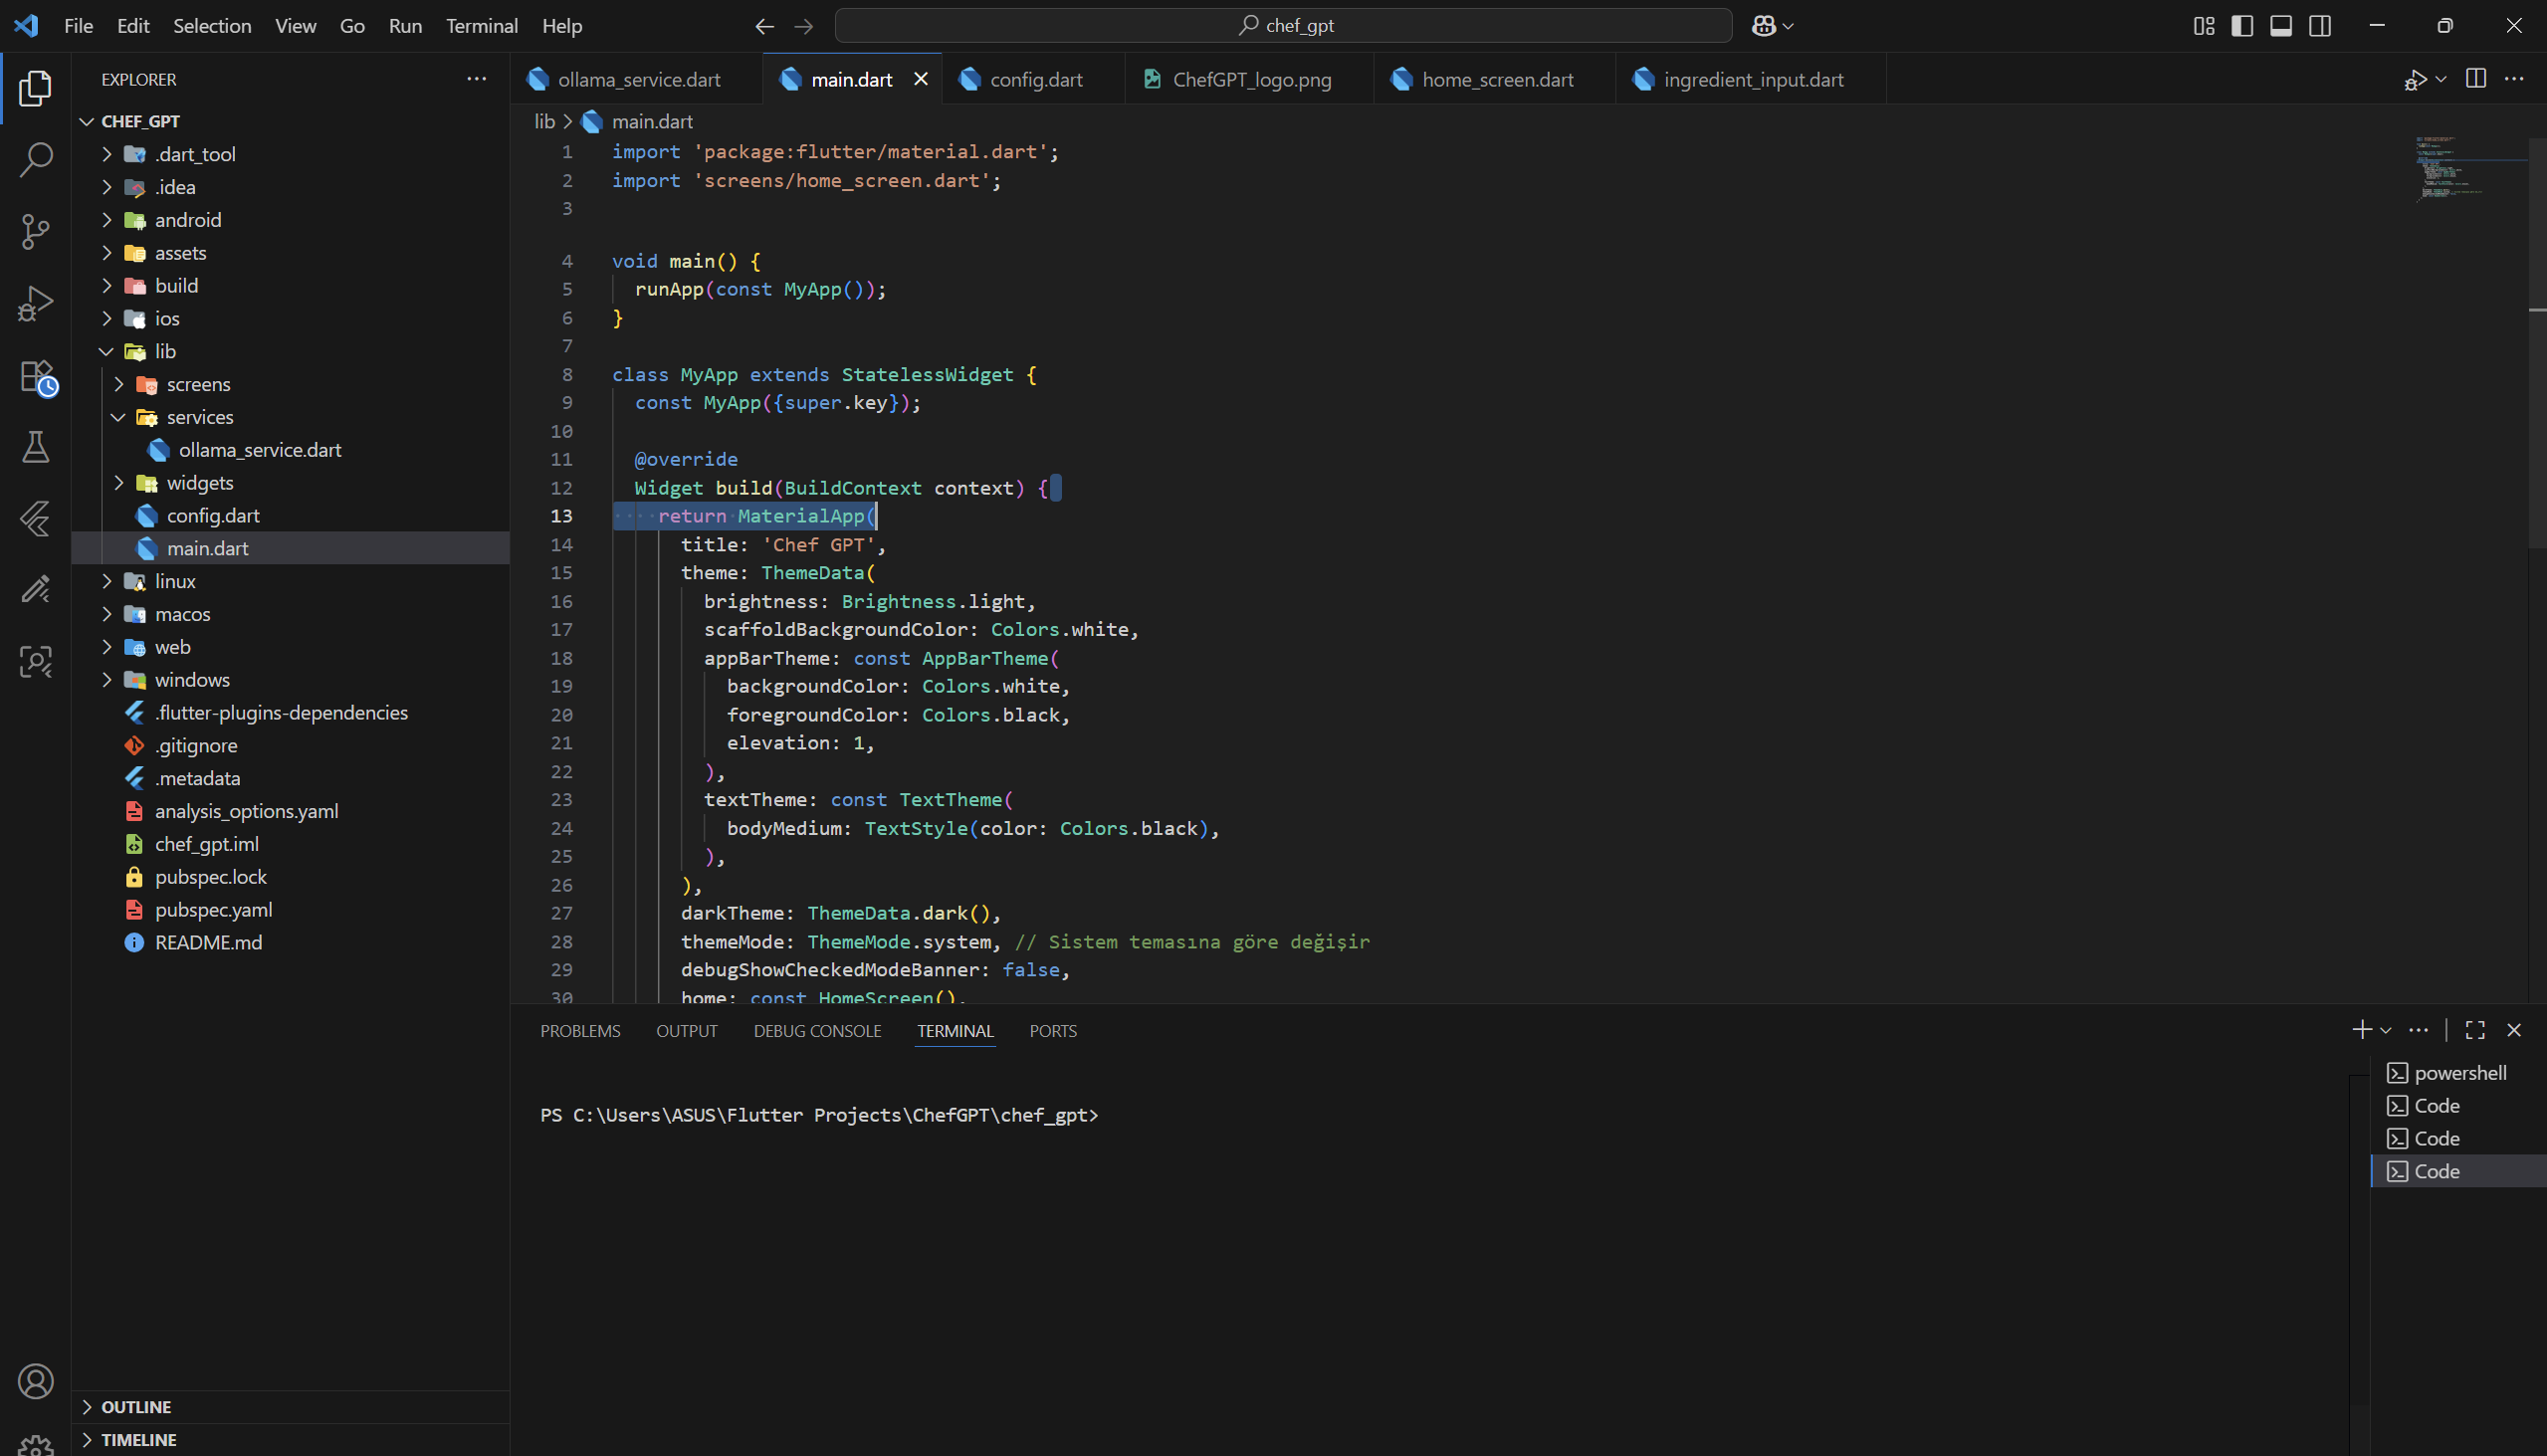 File Edit Selection View Go Run Terminal Help
chef_gpt
EXPLORER
CHEF_GPT
.dart_tool
.idea
android
assets
build
ios
lib
screens
services
ollama_service.dart
widgets
config.dart
main.dart
linux
macos
web
windows
.flutter-plugins-dependencies
.gitignore
.metadata
analysis_options.yaml
chef_gpt.iml
pubspec.lock
pubspec.yaml
README.md
OUTLINE
TIMELINE
ollama_service.dart main.dart config.dart ChefGPT_logo.png home_screen.dart ingredient_input.dart
lib > main.dart
1 import 'package:flutter/material.dart';
2 import 'screens/home_screen.dart';
3
4 void main() {
5 runApp(const MyApp());
6 }
7
8 class MyApp extends StatelessWidget {
9 const MyApp({super.key});
10
11 @override
12 Widget build(BuildContext context) {
13 return MaterialApp(
14 title: 'Chef GPT',
15 theme: ThemeData(
16 brightness: Brightness.light,
17 scaffoldBackgroundColor: Colors.white,
18 appBarTheme: const AppBarTheme(
19 backgroundColor: Colors.white,
20 foregroundColor: Colors.black,
21 elevation: 1,
22 ),
23 textTheme: const TextTheme(
24 bodyMedium: TextStyle(color: Colors.black),
25 ),
26 ),
27 darkTheme: ThemeData.dark(),
28 themeMode: ThemeMode.system, // Sistem temasına göre değişir
29 debugShowCheckedModeBanner: false,
30 home: const HomeScreen(),
PROBLEMS OUTPUT DEBUG CONSOLE TERMINAL PORTS
PS C:\Users\ASUS\Flutter Projects\ChefGPT\chef_gpt>
powershell
Code
Code
Code